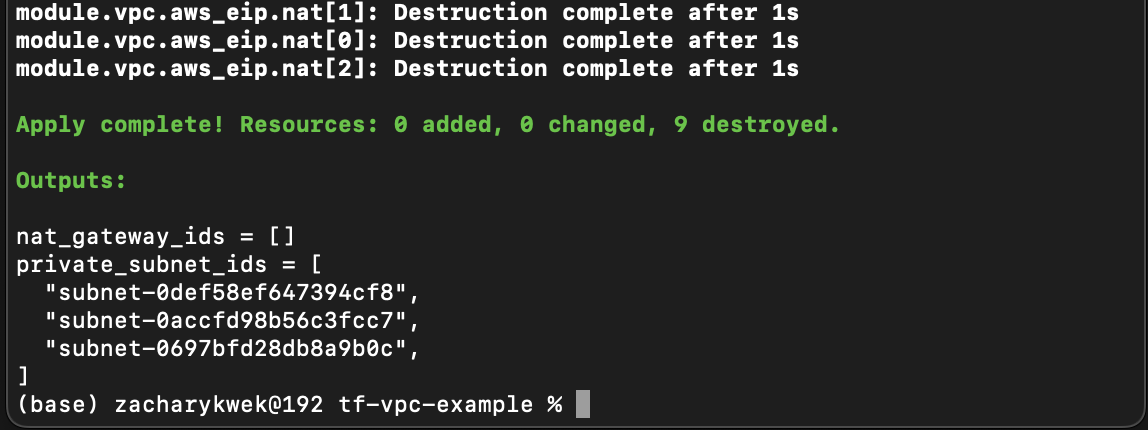 module.vpc.aws_eip.nat[1]: Destruction complete after 1s
module.vpc.aws_eip.nat[0]: Destruction complete after 1s
module.vpc.aws_eip.nat[2]: Destruction complete after 1s

Apply complete! Resources: 0 added, 0 changed, 9 destroyed.

Outputs:

nat_gateway_ids = []
private_subnet_ids = [
  "subnet-0def58ef647394cf8",
  "subnet-0accfd98b56c3fcc7",
  "subnet-0697bfd28db8a9b0c",
]
(base) zacharykwek@192 tf-vpc-example %